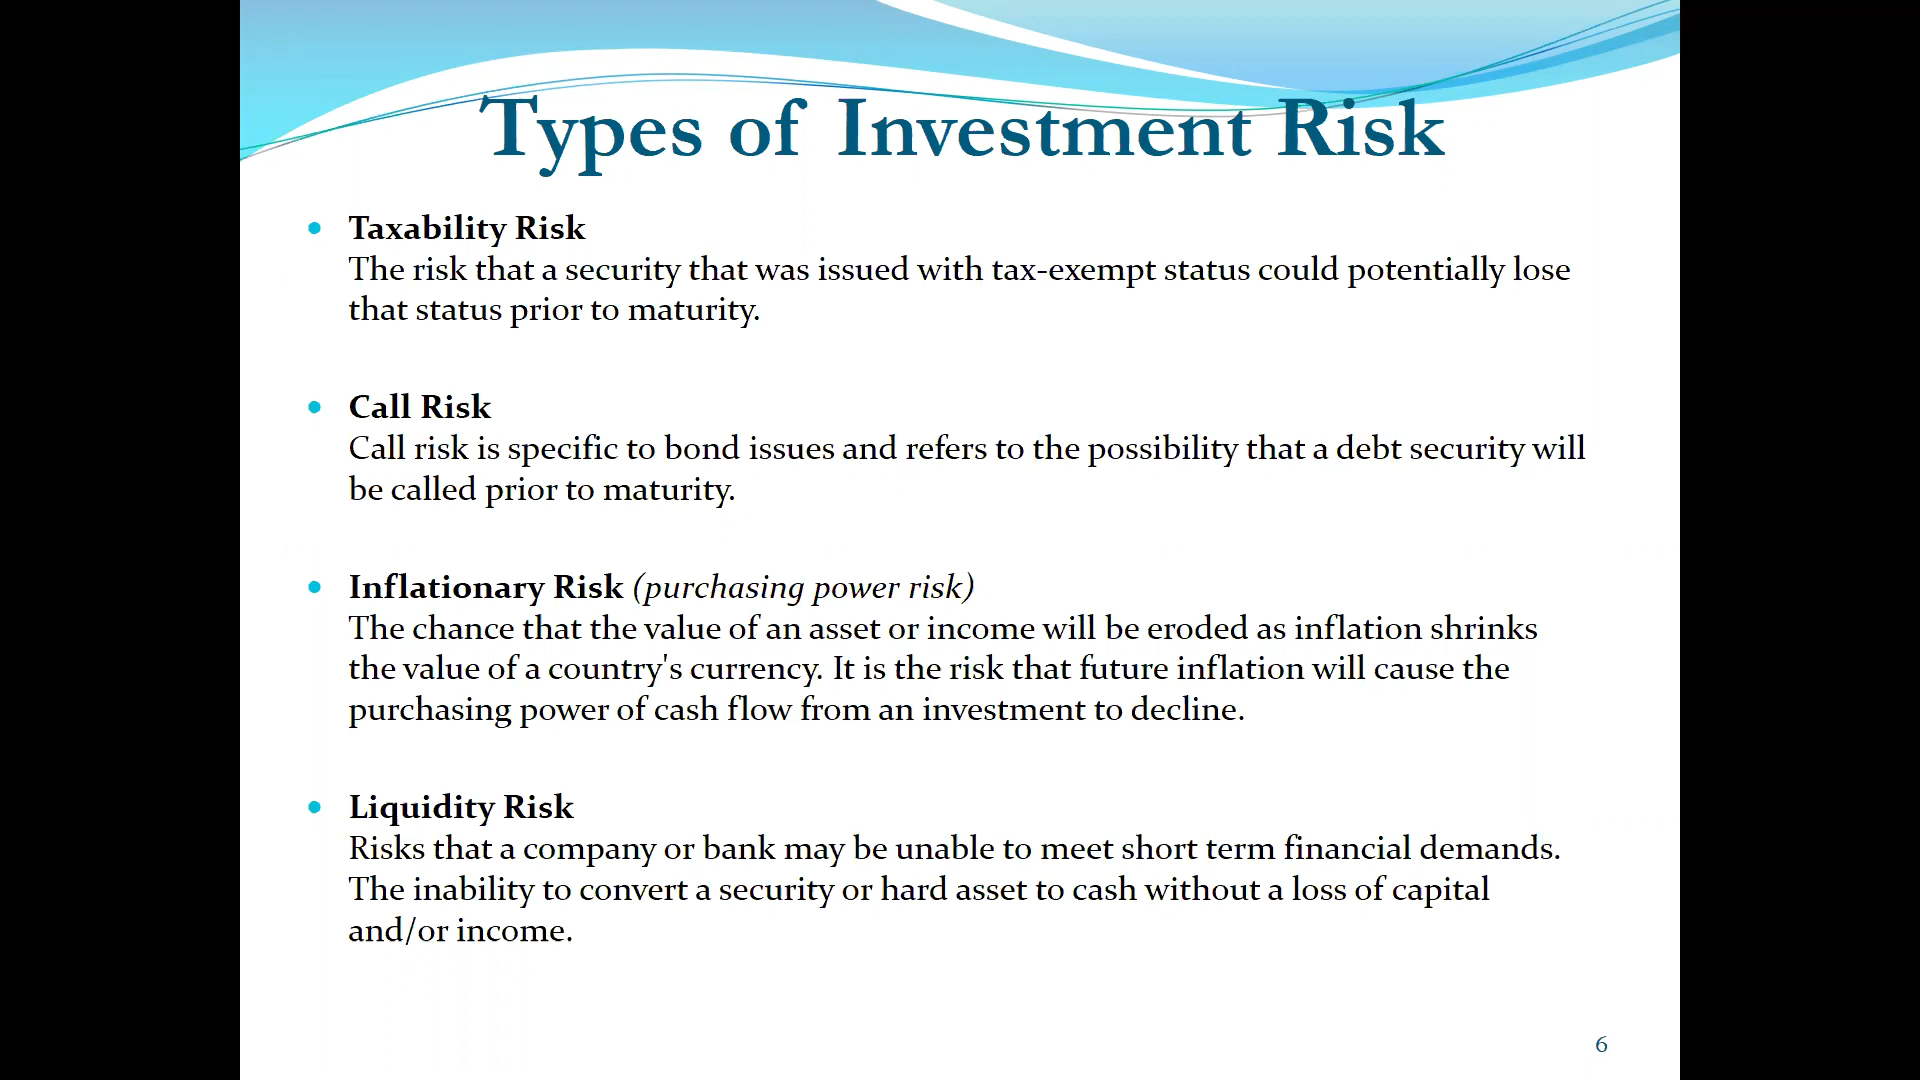 Types of Investment Risk
• Taxability Risk
The risk that a security that was issued with tax-exempt status could potentially lose
that status prior to maturity.
• Call Risk
Call risk is specific to bond issues and refers to the possibility that a debt security will
be called prior to maturity.
• Inflationary Risk (purchasing power risk)
The chance that the value of an asset or income will be eroded as inflation shrinks
the value of a country's currency. It is the risk that future inflation will cause the
purchasing power of cash flow from an investment to decline.
• Liquidity Risk
Risks that a company or bank may be unable to meet short term financial demands.
The inability to convert a security or hard asset to cash without a loss of capital
and/or income.
6